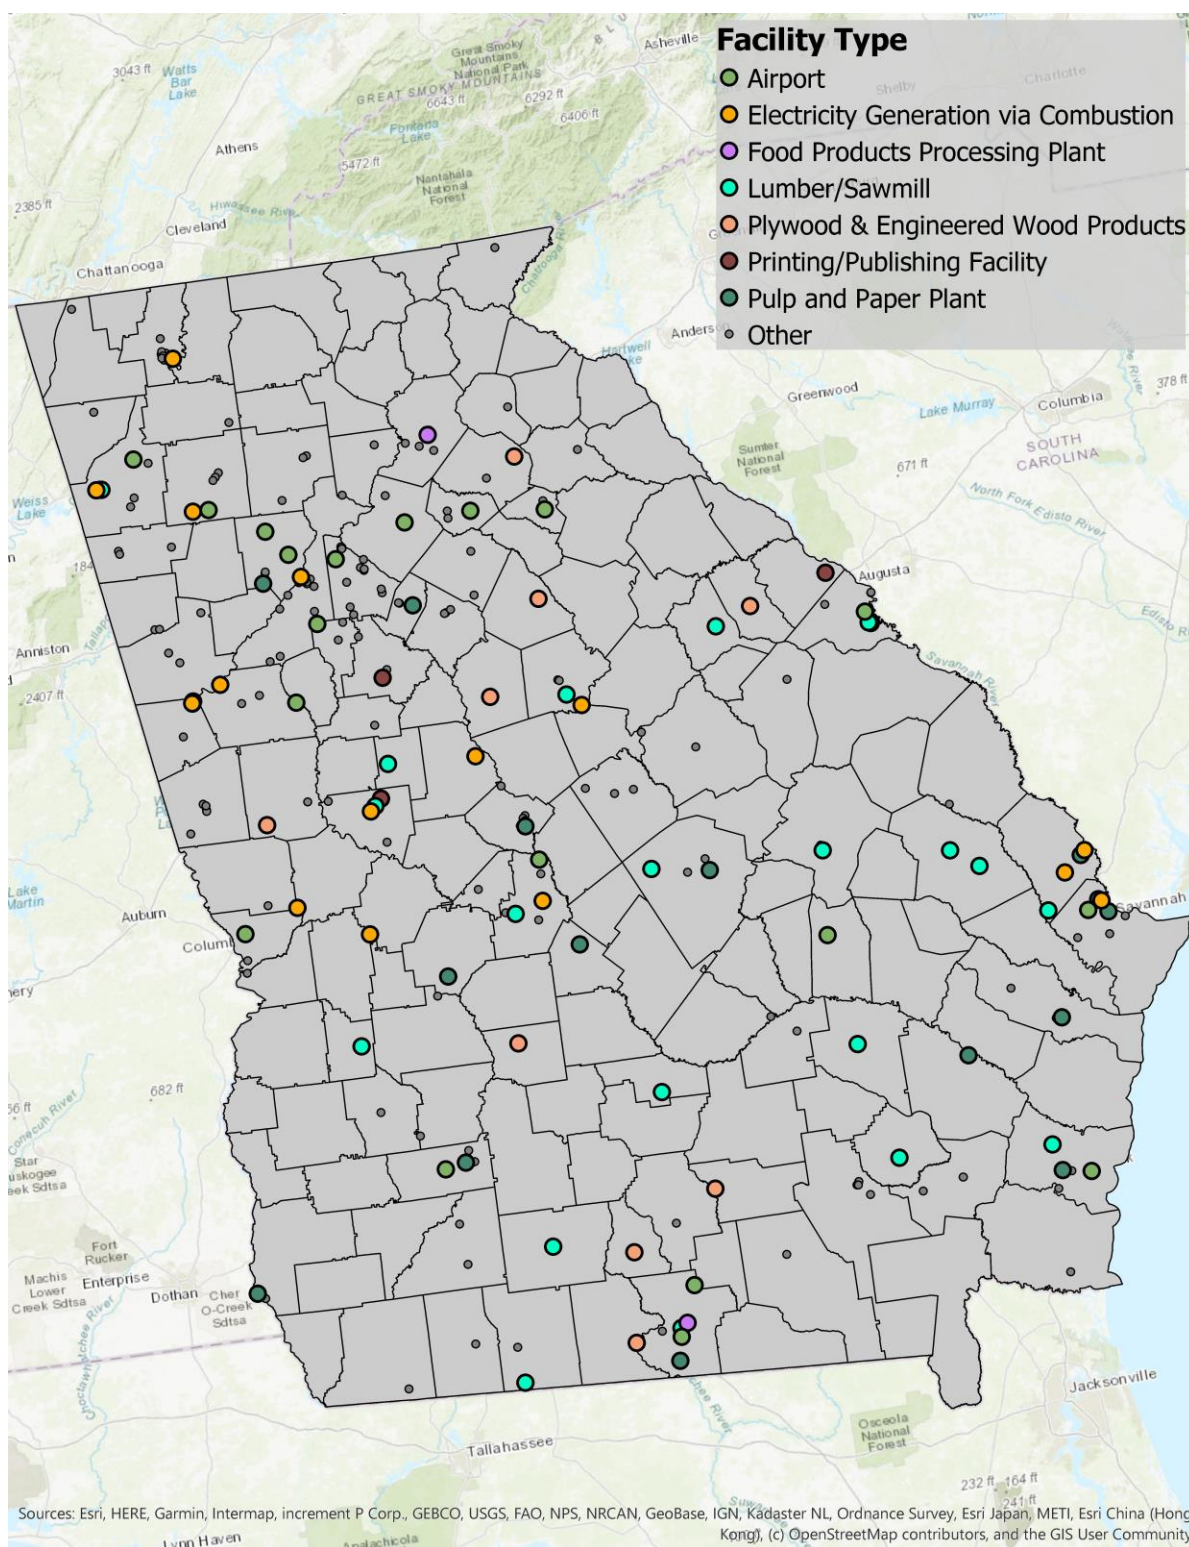 Facility Type
Airport
Electricity Generation via Combustion
Food Products Processing Plant
Lumber/Sawmill
Plywood & Engineered Wood Products
Printing/Publishing Facility
Pulp and Paper Plant
Other
Asheville
Great Smoky
Mountains
National Park
GREAT SMOKY MOUNTAINS
3043 ft
Watts
Bar
Lake
6643 ft
6292 ft
6406 ft
Fontana
Lake
Charlotte
Shelby
Athens
5472 ft
Nantahala
National
Forest
2385 ft
Hiwassee River
Cleveland
Chattanooga
Chattooga River
Hartwell
Greenwood
Lake Murray
Columbia
378 ft
Sumter
National
Forest
SOUTH
CAROLINA
671 ft
North Fork Edisto River
Weiss
Lake
Augusta
Anniston
2407 ft
Savannah River
Lake
Martin
Auburn
Savannah
682 ft
Star
Fort
Rucker
Machis
Lower
Creek Sdtsa
Enterprise
Dothan
Cher
O-Creek
Sdtsa
Choctawhatchee River
Jacksonville
Osceola
National
Forest
Tallahassee
232 ft
164 ft
241 ft
Lynn Haven
Apalachicola
Sources: Esri, HERE, Garmin, Intermap, increment P Corp., GEBCO, USGS, FAO, NPS, NRCAN, GeoBase, IGN, Kadaster NL, Ordnance Survey, Esri Japan, METI, Esri China (Hong
Kong), (c) OpenStreetMap contributors, and the GIS User Community